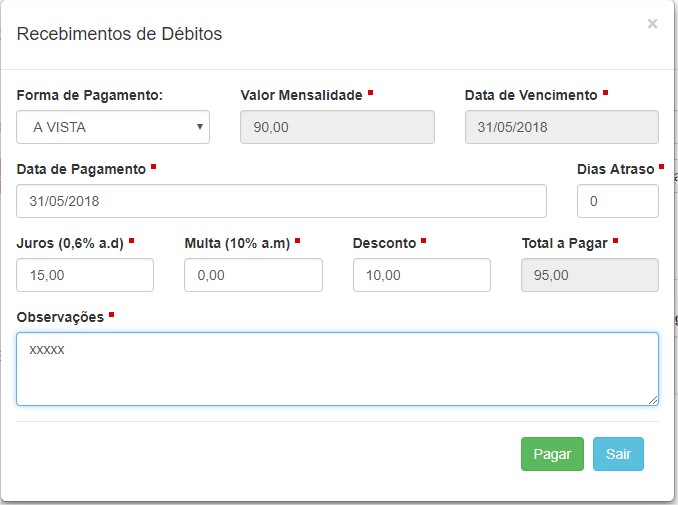 Recebimentos de Débitos ×
Forma de Pagamento: Valor Mensalidade Data de Vencimento
A VISTA 90,00 31/05/2018
Data de Pagamento Dias Atraso
31/05/2018 0
Juros (0,6% a.d) Multa (10% a.m) Desconto Total a Pagar
15,00 0,00 10,00 95,00
Observações
xxxxx
Pagar Sair